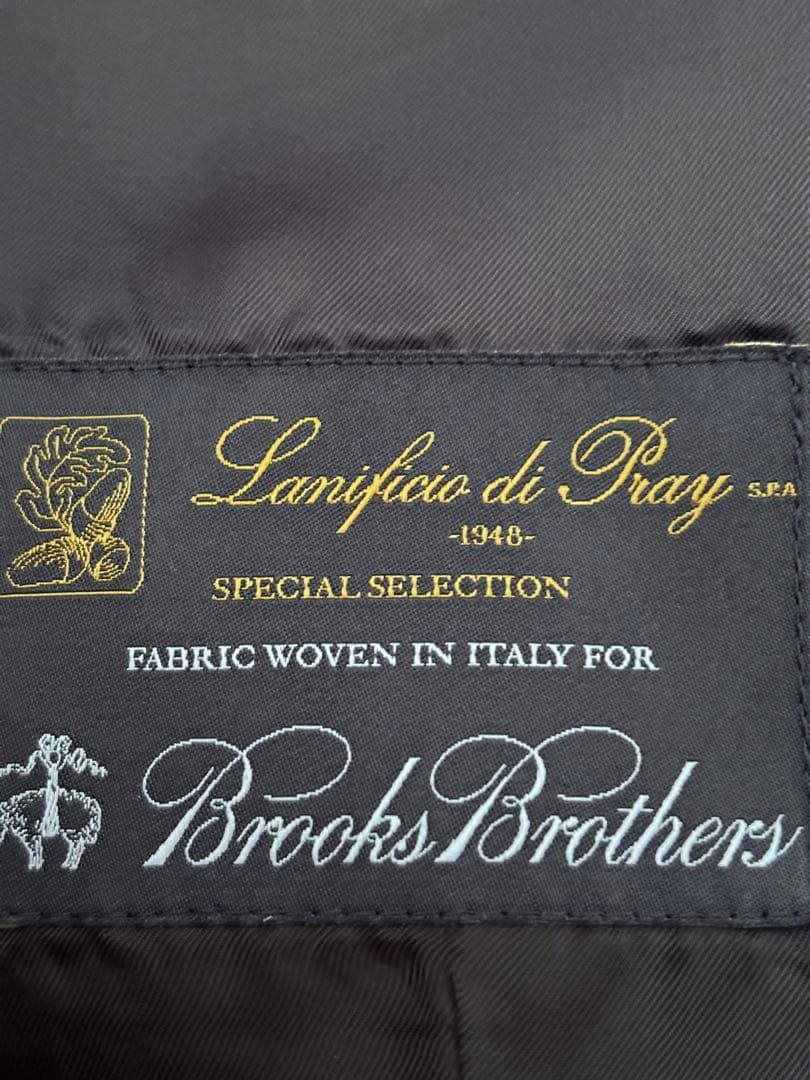 Lanificio di Pray S.P.A
-1948-
SPECIAL SELECTION
FABRIC WOVEN IN ITALY FOR
Brooks Brothers